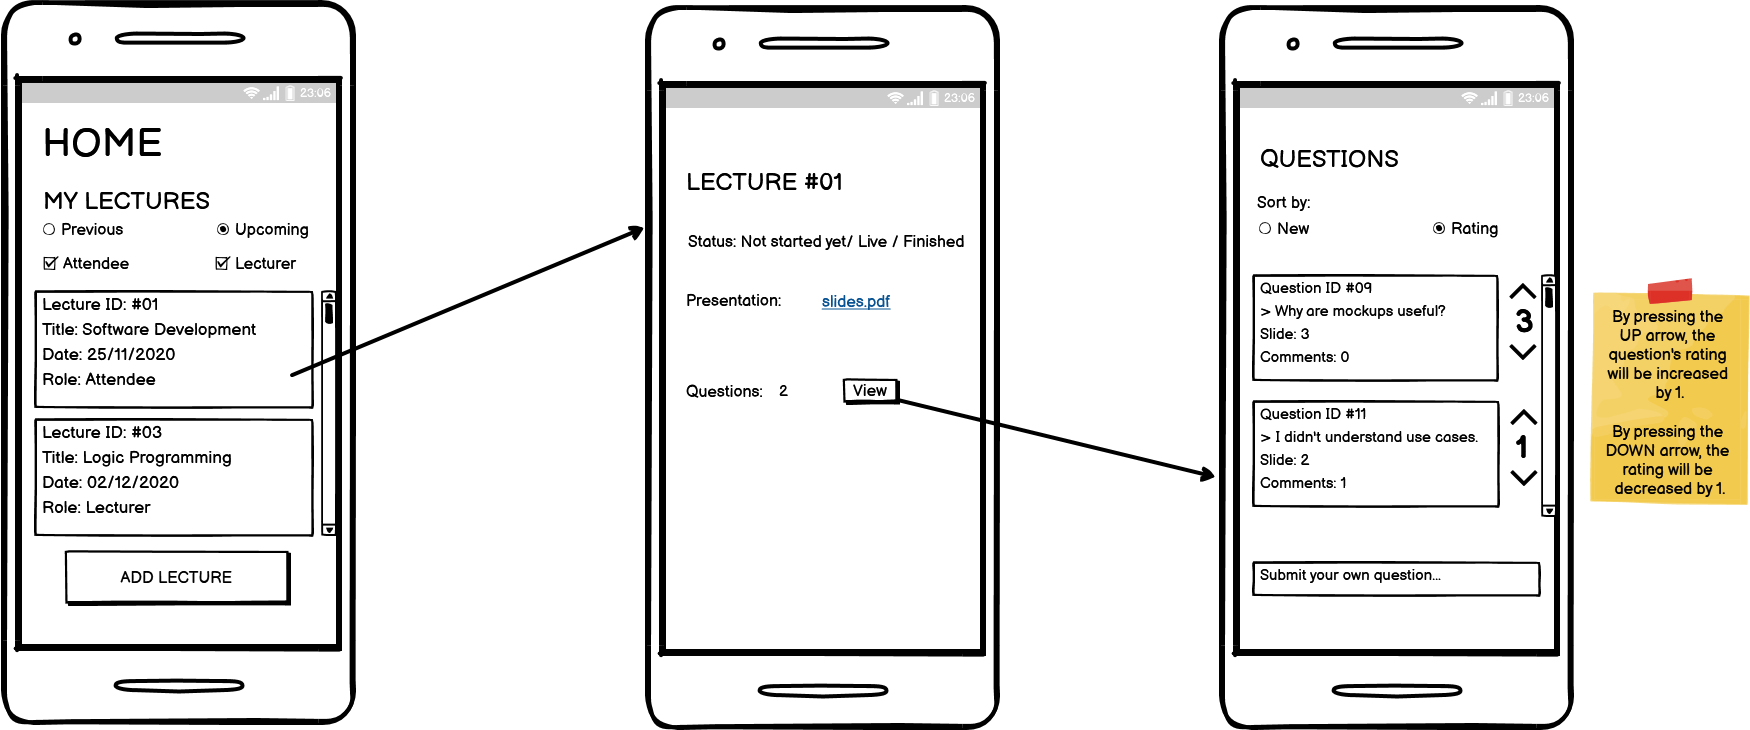 23:06
HOME
MY LECTURES
Previous Upcoming
Attendee Lecturer
Lecture ID: #01
Title: Software Development
Date: 25/11/2020
Role: Attendee
Lecture ID: #03
Title: Logic Programming
Date: 02/12/2020
Role: Lecturer
ADD LECTURE
23:06
LECTURE #01
Status: Not started yet/ Live / Finished
Presentation: slides.pdf
Questions: 2 View
23:06
QUESTIONS
Sort by:
New Rating
Question ID #09
> Why are mockups useful?
Slide: 3
Comments: 0
3
Question ID #11
> I didn't understand use cases.
Slide: 2
Comments: 1
1
Submit your own question...
By pressing the
UP arrow, the
question's rating
will be increased
by 1.
By pressing the
DOWN arrow, the
rating will be
decreased by 1.